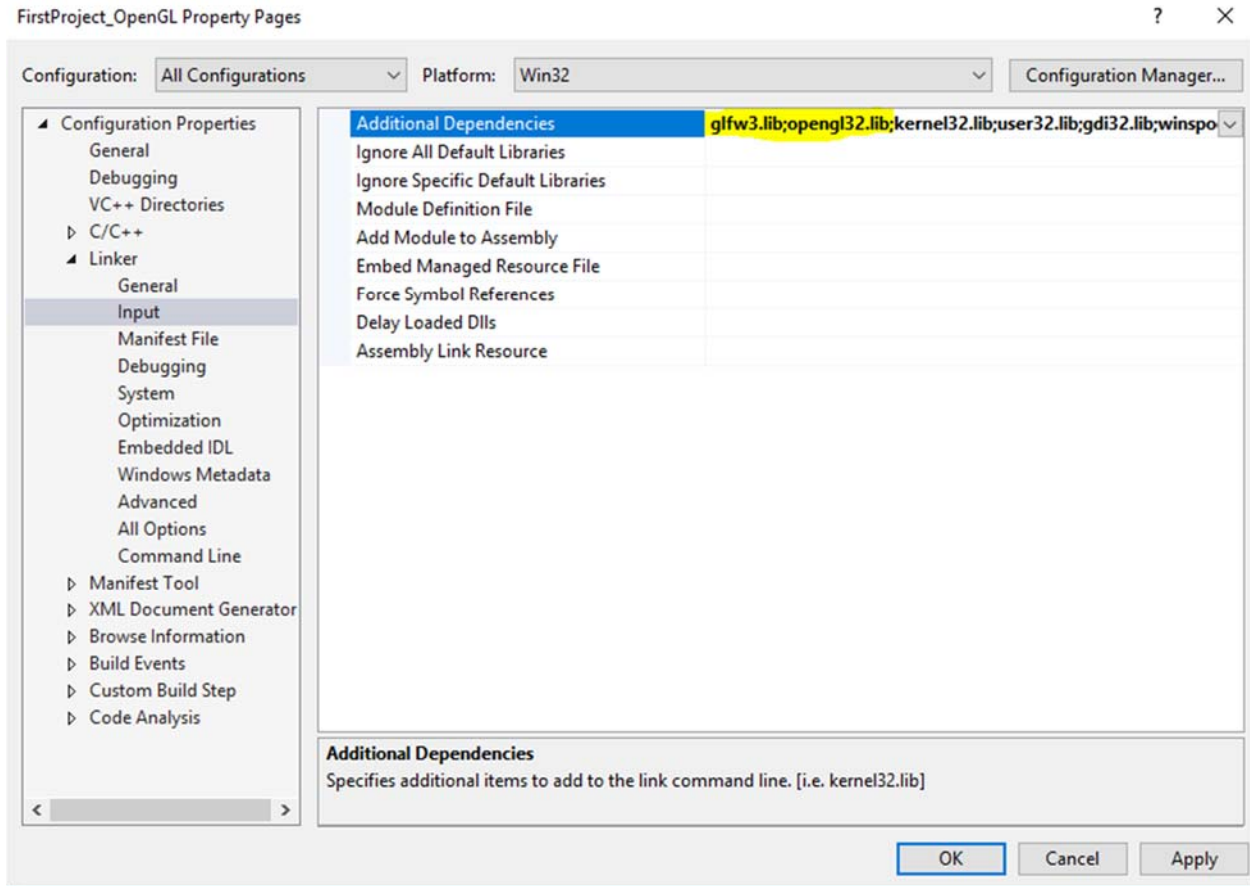 FirstProject_OpenGL Property Pages
Configuration: All Configurations Platform: Win32 Configuration Manager...
Configuration Properties
General
Debugging
VC++ Directories
C/C++
Linker
General
Input
Manifest File
Debugging
System
Optimization
Embedded IDL
Windows Metadata
Advanced
All Options
Command Line
Manifest Tool
XML Document Generator
Browse Information
Build Events
Custom Build Step
Code Analysis
Additional Dependencies glfw3.lib;opengl32.lib;kernel32.lib;user32.lib;gdi32.lib;winspo
Ignore All Default Libraries
Ignore Specific Default Libraries
Module Definition File
Add Module to Assembly
Embed Managed Resource File
Force Symbol References
Delay Loaded Dlls
Assembly Link Resource
Additional Dependencies
Specifies additional items to add to the link command line. [i.e. kernel32.lib]
OK Cancel Apply